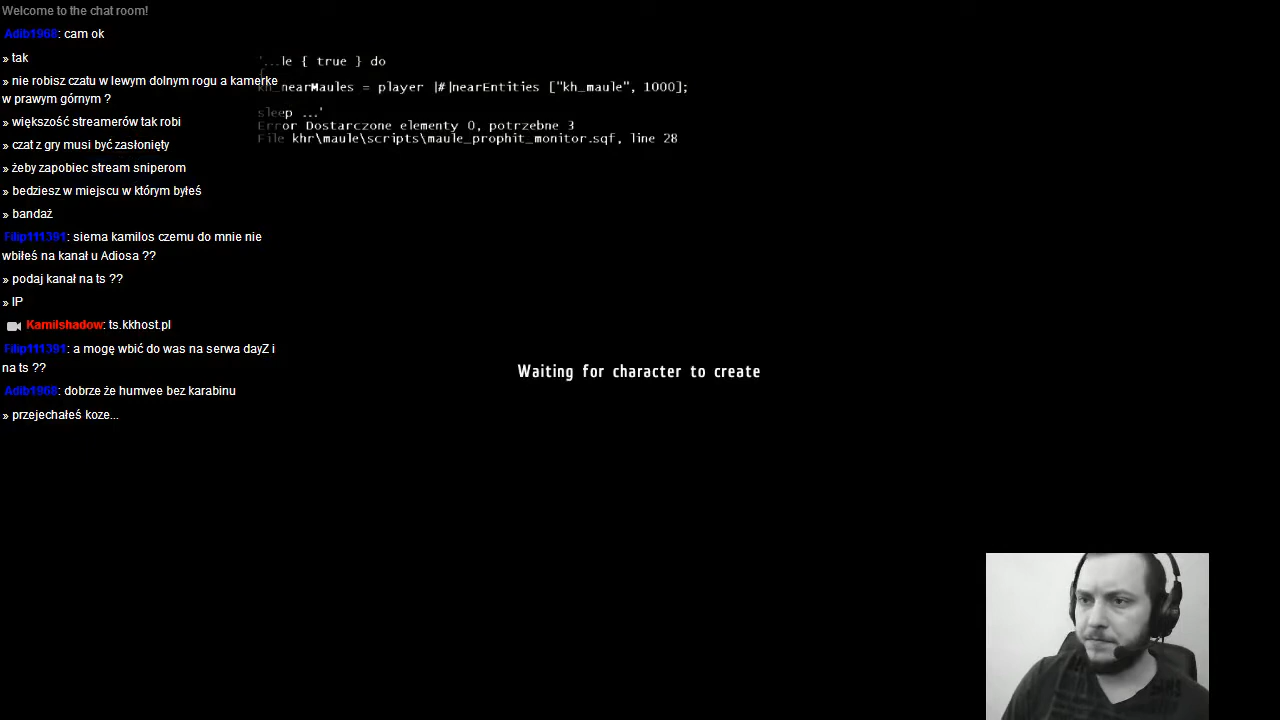 Welcome to the chat room!
Adib1968: cam ok
» tak
» nie robisz czatu w lewym dolnym rogu a kamerke
w prawym górnym ?
» większość streamerów tak robi
» czat z gry musi być zasłonięty
» żeby zapobiec stream sniperom
» bedziesz w miejscu w którym byłeś
» bandaż
Filip111391: siema kamilos czemu do mnie nie
wbiłeś na kanał u Adiosa ??
» podaj kanał na ts ??
» IP
Kamilshadow: ts.kkhost.pl
Filip111391: a mogę wbić do was na serwa dayZ i
na ts ??
Adib1968: dobrze że humvee bez karabinu
» przejechałeś koze...
'...le { true } do
{
kh_nearMaules = player |#|nearEntities ["kh_maule", 1000];
sleep ...'
Error Dostarczone elementy 0, potrzebne 3
File khr\maule\scripts\maule_prophit_monitor.sqf, line 28
Waiting for character to create